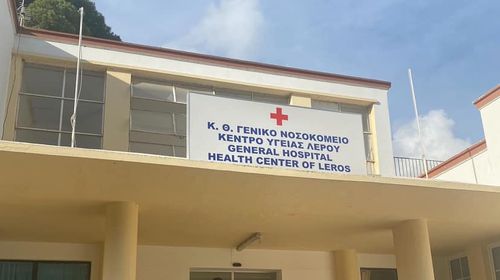 Κ. Θ. ΓΕΝΙΚΟ ΝΟΣΟΚΟΜΕΙΟ
ΚΕΝΤΡΟ ΥΓΕΙΑΣ ΛΕΡΟΥ
GENERAL HOSPITAL
HEALTH CENTER OF LEROS